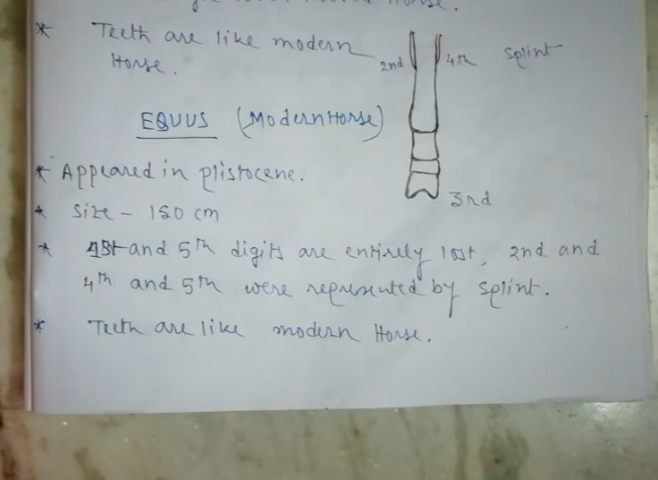 Horse.
* Teeth are like modern
Horse.
2nd 4th splint
EQUUS (Modern Horse)
* Appeared in plistocene.
3rd
* Size - 150 cm
* 1st and 5th digits are entirely lost, 2nd and
4th and 5th were represented by splint.
* Teeth are like modern Horse.